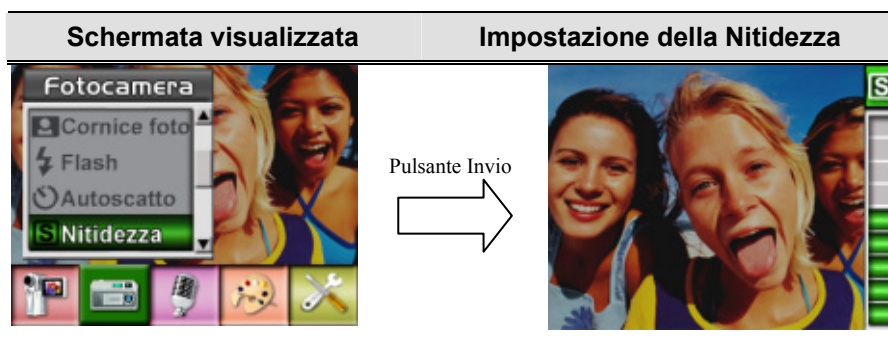 Schermata visualizzata
Impostazione della Nitidezza
Fotocamera
Cornice foto
Flash
Autoscatto
S Nitidezza
Pulsante Invio
S